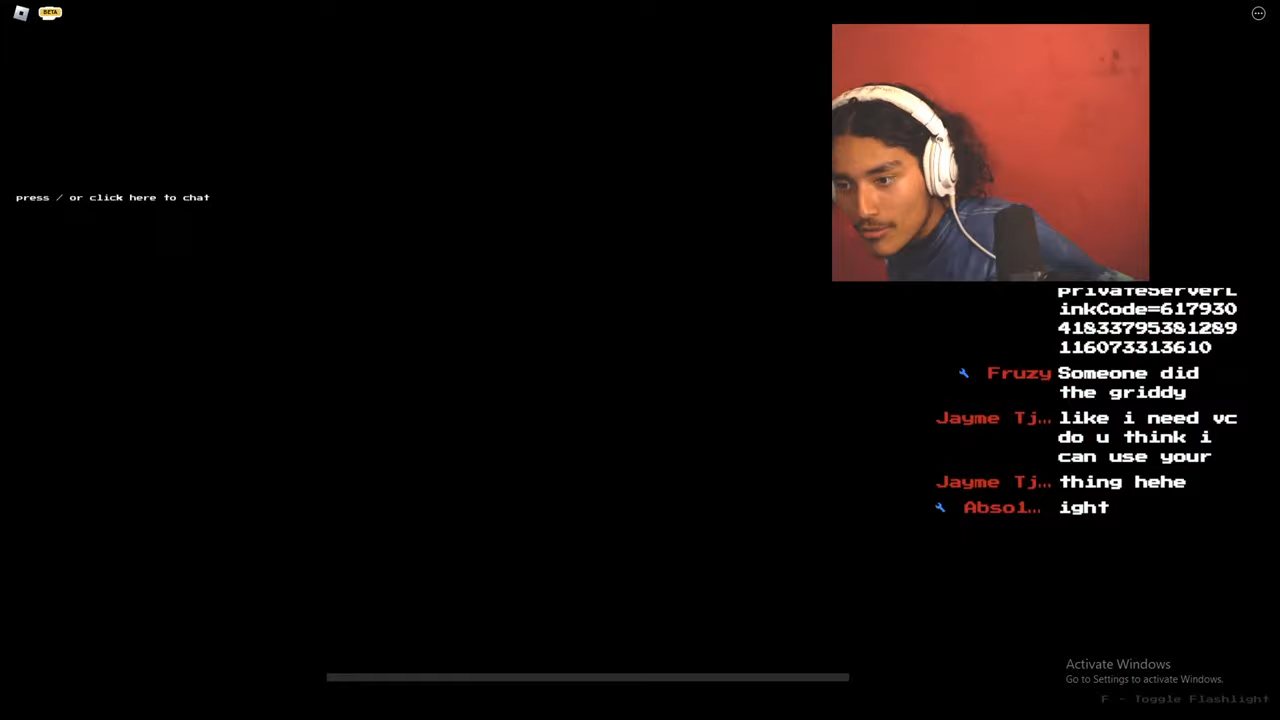 BETA
press / or click here to chat
privateServerL
inkCode=617930
41833795381289
116073313610
Fruzy Someone did
the griddy
Jayme Tj… like i need vc
do u think i
can use your
Jayme Tj… thing hehe
Absol… ight
Activate Windows
Go to Settings to activate Windows.
F - Toggle Flashlight